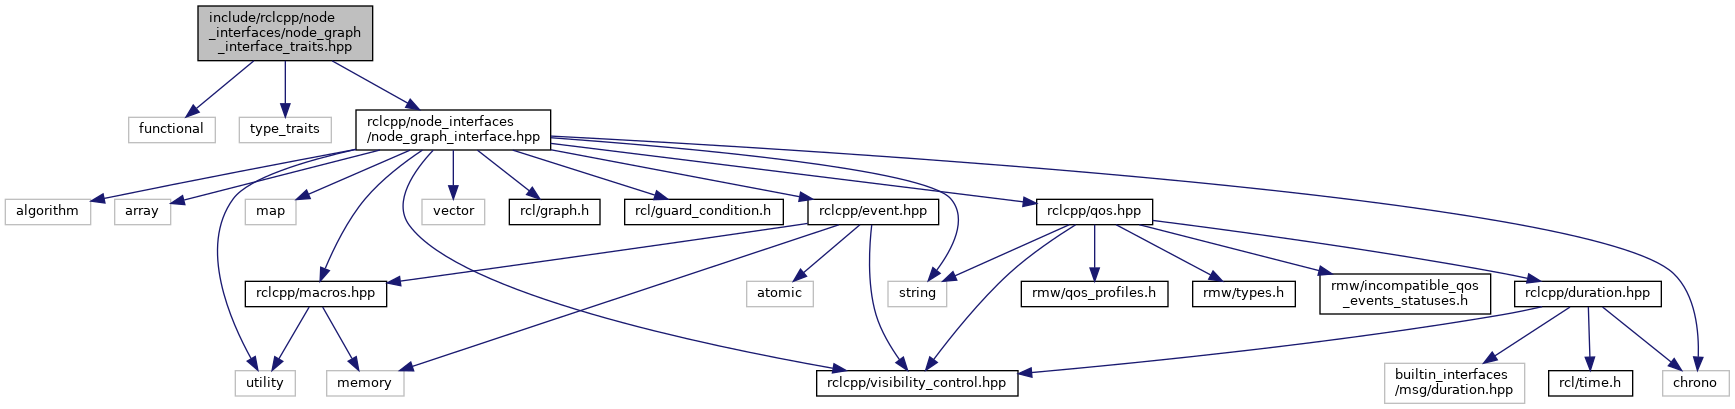 include/rclcpp/node
_interfaces/node_graph
_interface_traits.hpp
functional
type_traits
rclcpp/node_interfaces
/node_graph_interface.hpp
algorithm
array
map
vector
rcl/graph.h
rcl/guard_condition.h
rclcpp/event.hpp
rclcpp/qos.hpp
rclcpp/macros.hpp
atomic
string
rmw/qos_profiles.h
rmw/types.h
rmw/incompatible_qos
_events_statuses.h
rclcpp/duration.hpp
utility
memory
rclcpp/visibility_control.hpp
builtin_interfaces
/msg/duration.hpp
rcl/time.h
chrono